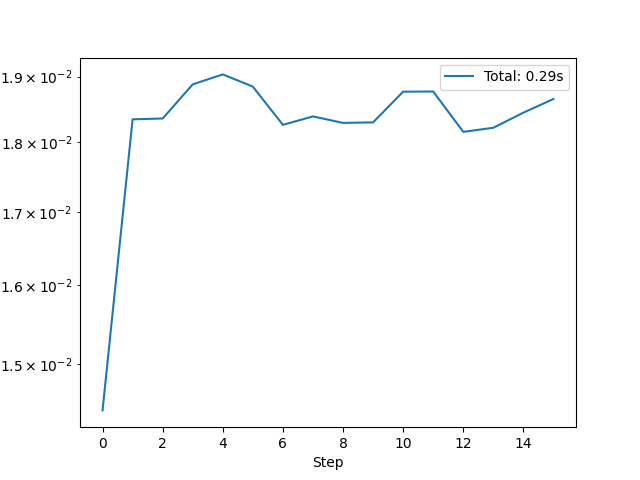 Total: 0.29s
1.9 × 10⁻²
1.8 × 10⁻²
1.7 × 10⁻²
1.6 × 10⁻²
1.5 × 10⁻²
0 2 4 6 8 10 12 14
Step